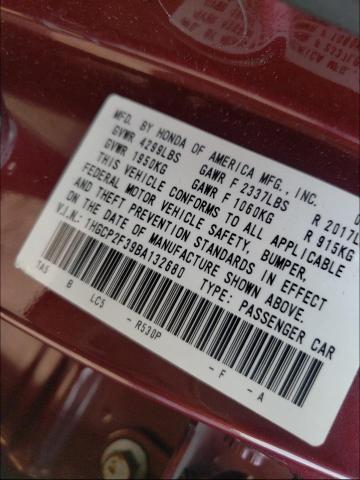 MFD. BY HONDA OF AMERICA MFG., INC.
GVWR 4299LBS GAWR F 2337LBS R 2017
GVWR 1950KG GAWR F 1060KG R 915KG
THIS VEHICLE CONFORMS TO ALL APPLICABLE
FEDERAL MOTOR VEHICLE SAFETY, BUMPER,
AND THEFT PREVENTION STANDARDS IN EFFECT
ON THE DATE OF MANUFACTURE SHOWN ABOVE.
V.I.N.: 1HGCP2F39BA132680 TYPE: PASSENGER CAR
TA5 B LC5 - R530P - F - A